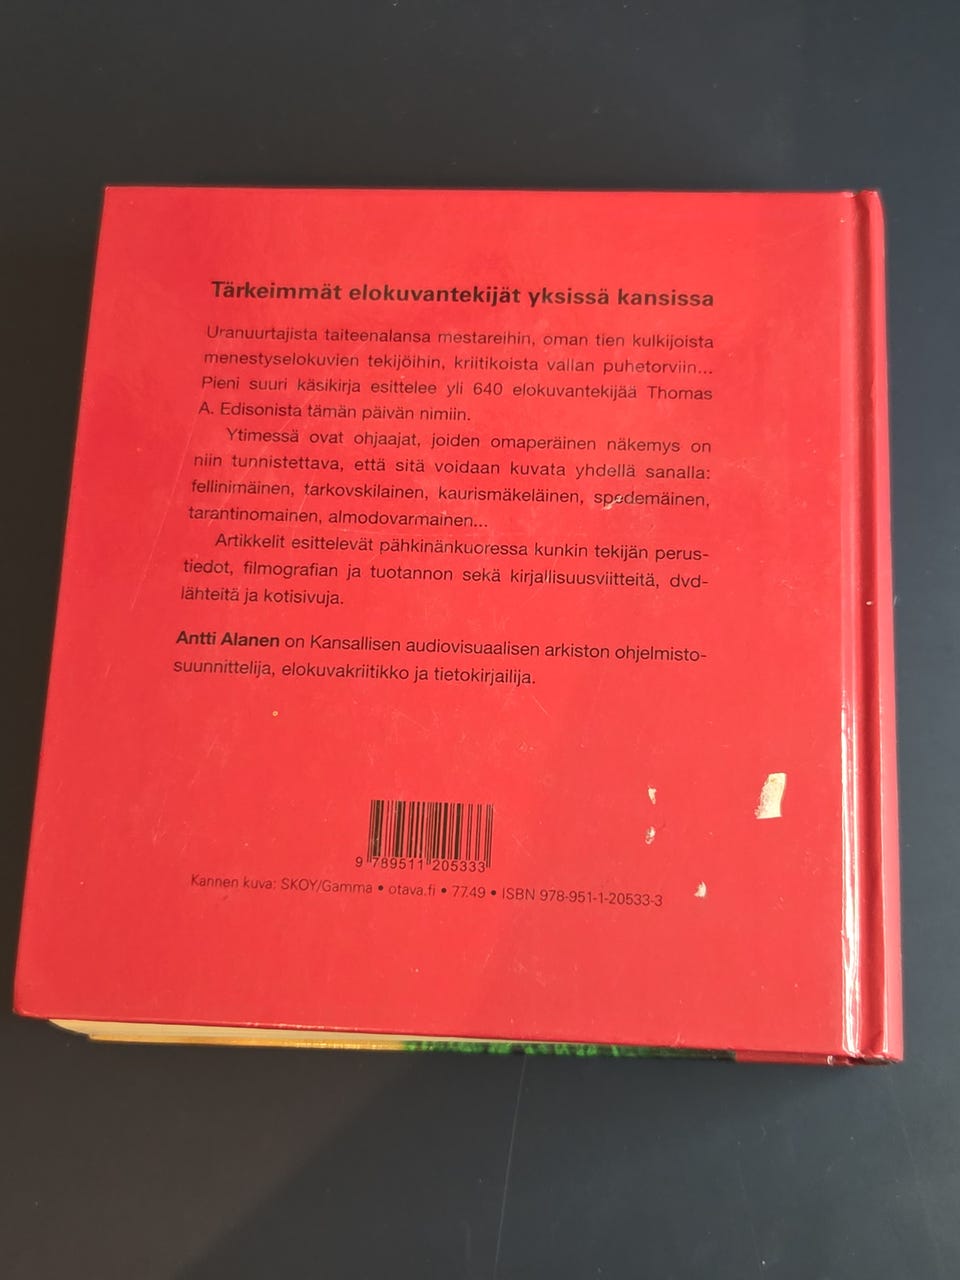 Tärkeimmät elokuvantekijät yksissä kansissa
Uranuurtajista taiteenalansa mestareihin, oman tien kulkijoista
menestyselokuvien tekijöihin, kriitikoista vallan puhetorviin...
Pieni suuri käsikirja esittelee yli 640 elokuvantekijää Thomas
A. Edisonista tämän päivän nimiin.
Ytimessä ovat ohjaajat, joiden omaperäinen näkemys on
niin tunnistettava, että sitä voidaan kuvata yhdellä sanalla:
fellinimäinen, tarkovskilainen, kaurismäkeläinen, spedemäinen,
tarantinomainen, almodovarmainen...
Artikkelit esittelevät pähkinänkuoressa kunkin tekijän perus-
tiedot, filmografian ja tuotannon sekä kirjallisuusviitteitä, dvd-
lähteitä ja kotisivuja.
Antti Alanen on Kansallisen audiovisuaalisen arkiston ohjelmisto-
suunnittelija, elokuvakriitikko ja tietokirjailija.
9 789511 205333
Kannen kuva: SKOY/Gamma • otava.fi • 77.49 • ISBN 978-951-1-20533-3